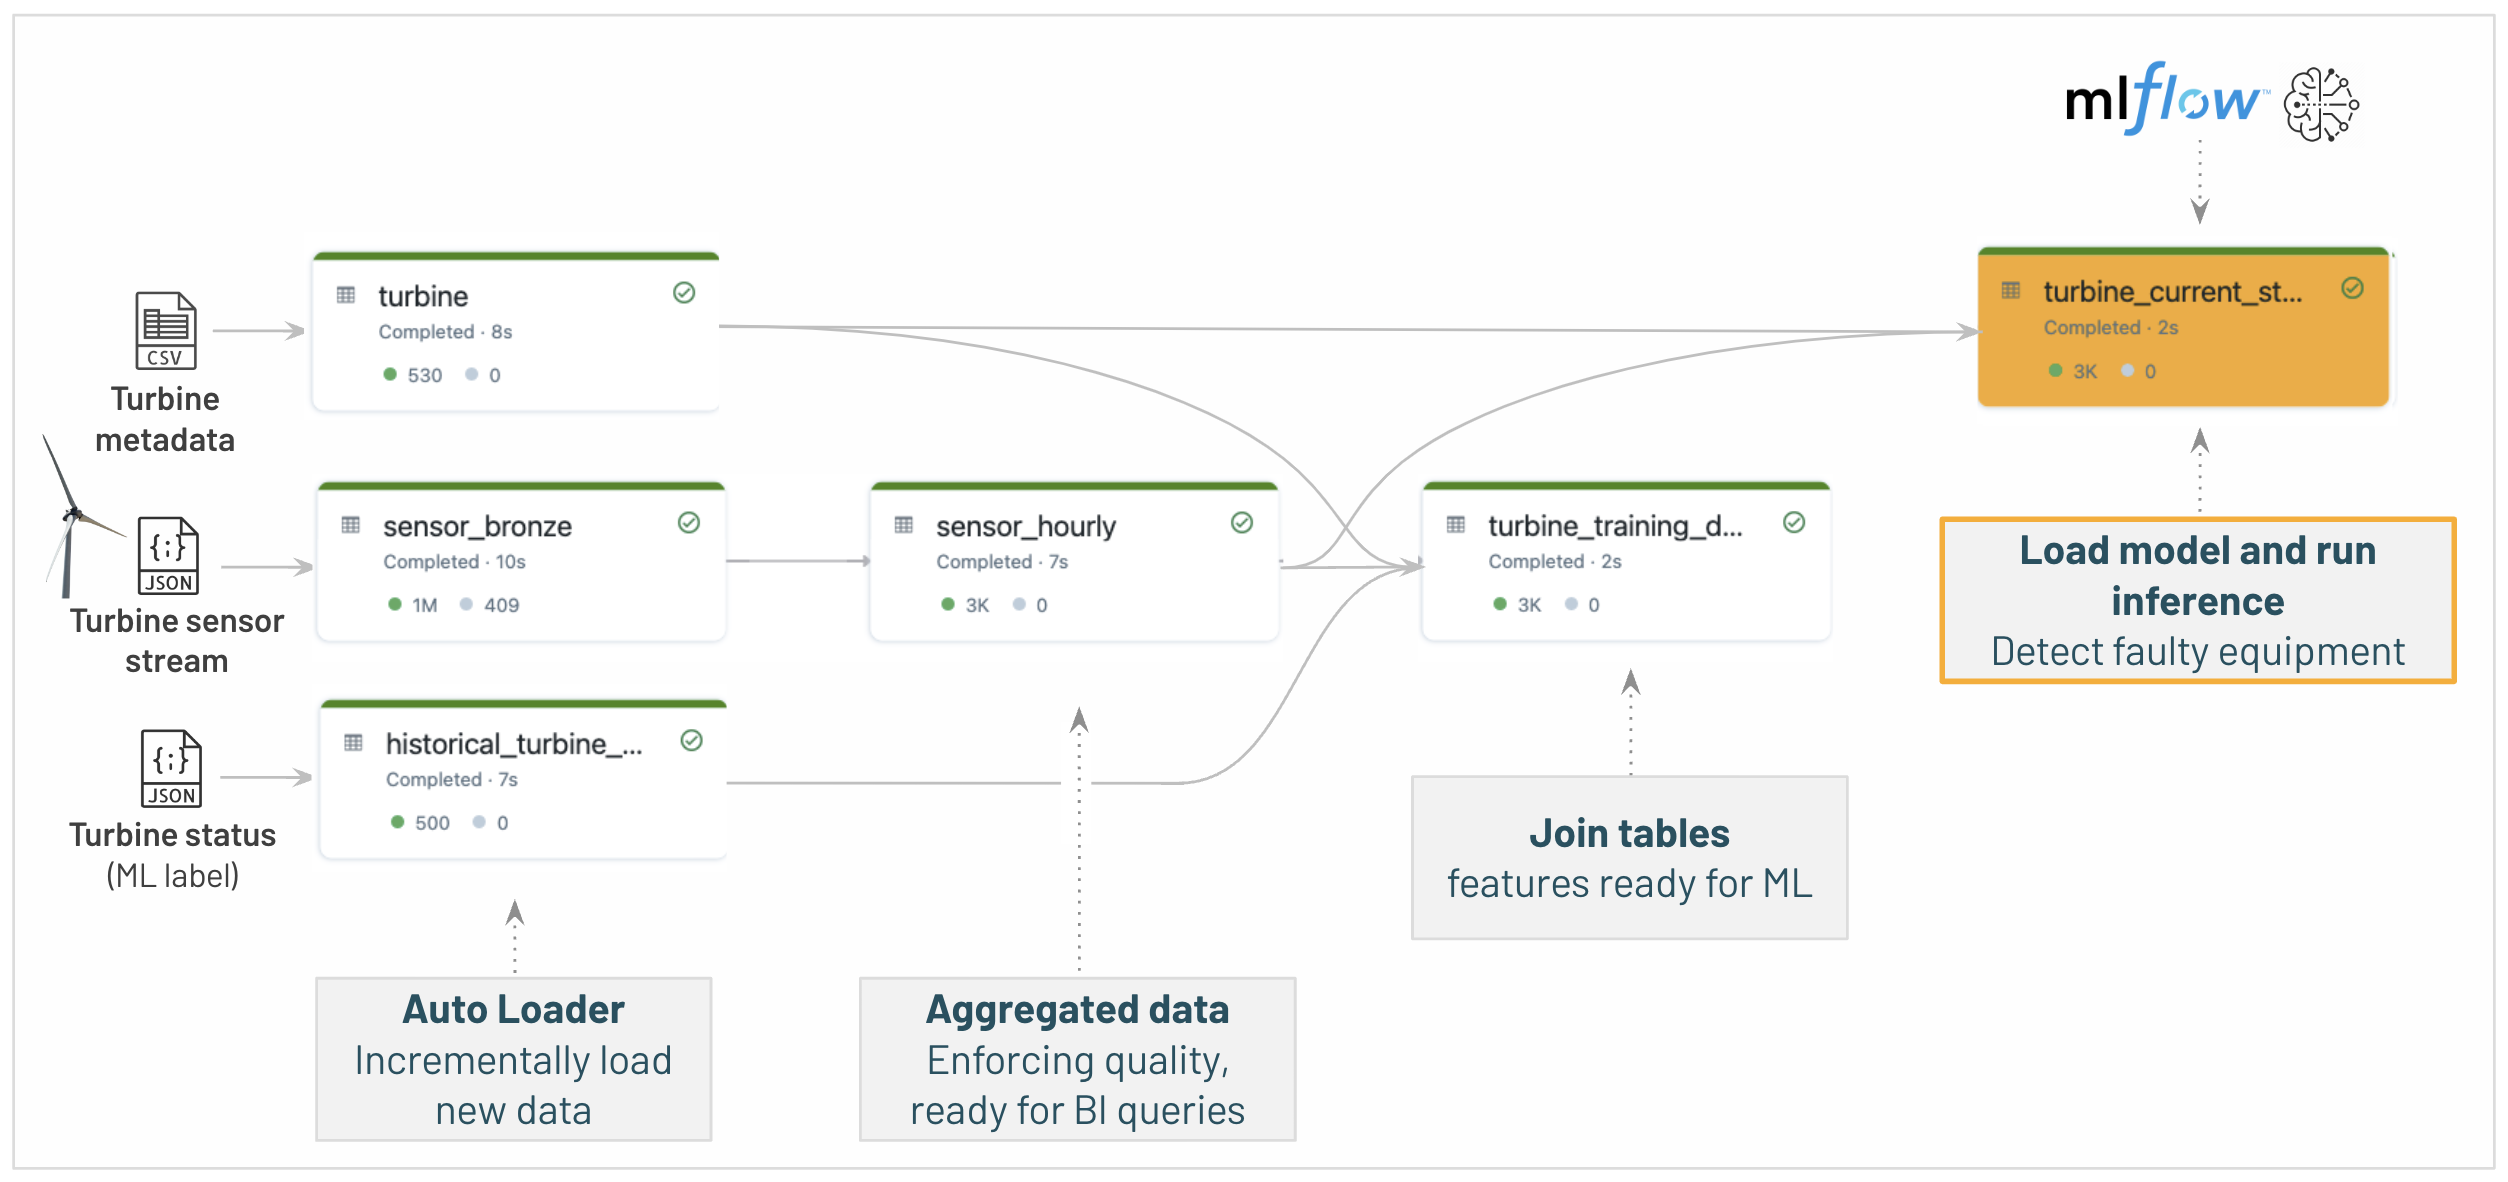 mlflow™
turbine
Completed · 8s
530 0
turbine_current_st...
Completed · 2s
3K 0
CSV
Turbine
metadata
sensor_bronze
Completed · 10s
1M 409
sensor_hourly
Completed · 7s
3K 0
turbine_training_d...
Completed · 2s
3K 0
{;}
JSON
Turbine sensor
stream
Load model and run
inference
Detect faulty equipment
historical_turbine_...
Completed · 7s
500 0
{;}
JSON
Turbine status
(ML label)
Join tables
features ready for ML
Auto Loader
Incrementally load
new data
Aggregated data
Enforcing quality,
ready for BI queries